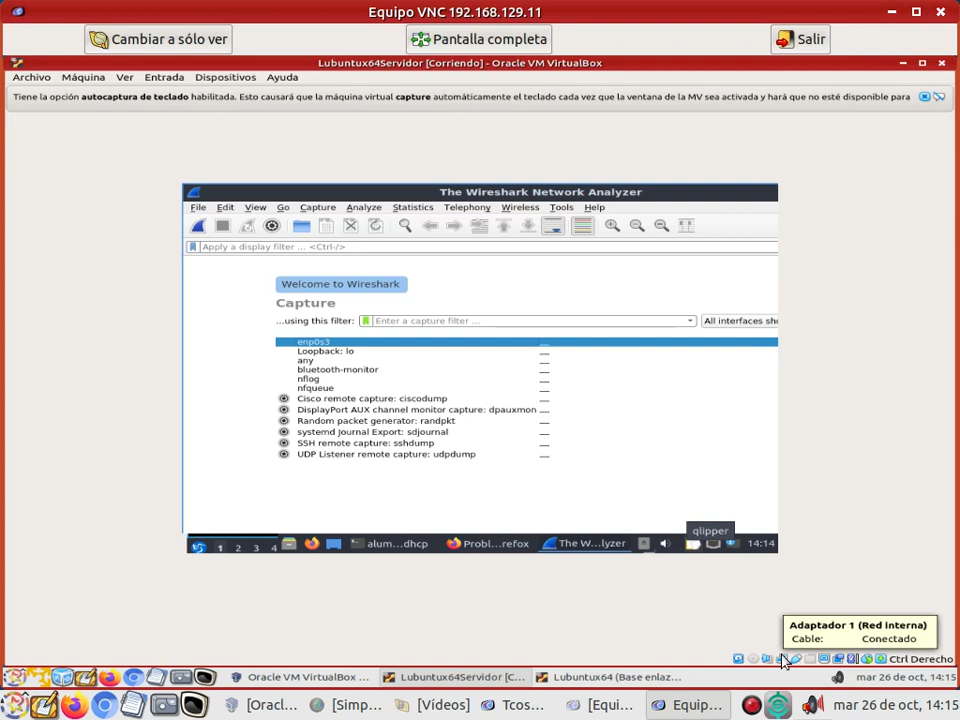 Equipo VNC 192.168.129.11
Cambiar a sólo ver
Pantalla completa
Salir
Lubuntux64Servidor [Corriendo] - Oracle VM VirtualBox
Archivo Máquina Ver Entrada Dispositivos Ayuda
Tiene la opción autocaptura de teclado habilitada. Esto causará que la máquina virtual capture automáticamente el teclado cada vez que la ventana de la MV sea activada y hará que no esté disponible para
The Wireshark Network Analyzer
File Edit View Go Capture Analyze Statistics Telephony Wireless Tools Help
Apply a display filter ... <Ctrl-/>
Welcome to Wireshark
Capture
...using this filter: Enter a capture filter ... All interfaces sho
enp0s3
Loopback: lo
any
bluetooth-monitor
nflog
nfqueue
Cisco remote capture: ciscodump
DisplayPort AUX channel monitor capture: dpauxmon
Random packet generator: randpkt
systemd Journal Export: sdjournal
SSH remote capture: sshdump
UDP Listener remote capture: udpdump
qlipper
1 2 3 4 alum...dhcp Probl...refox The W...lyzer 14:14
Adaptador 1 (Red interna)
Cable: Conectado
Ctrl Derecho
Oracle VM VirtualBox ... Lubuntux64Servidor [C... Lubuntux64 (Base enlaz... mar 26 de oct, 14:15
[Oracl... [Simp... [Vídeos] Tcos... [Equi... Equip... mar 26 de oct, 14:15